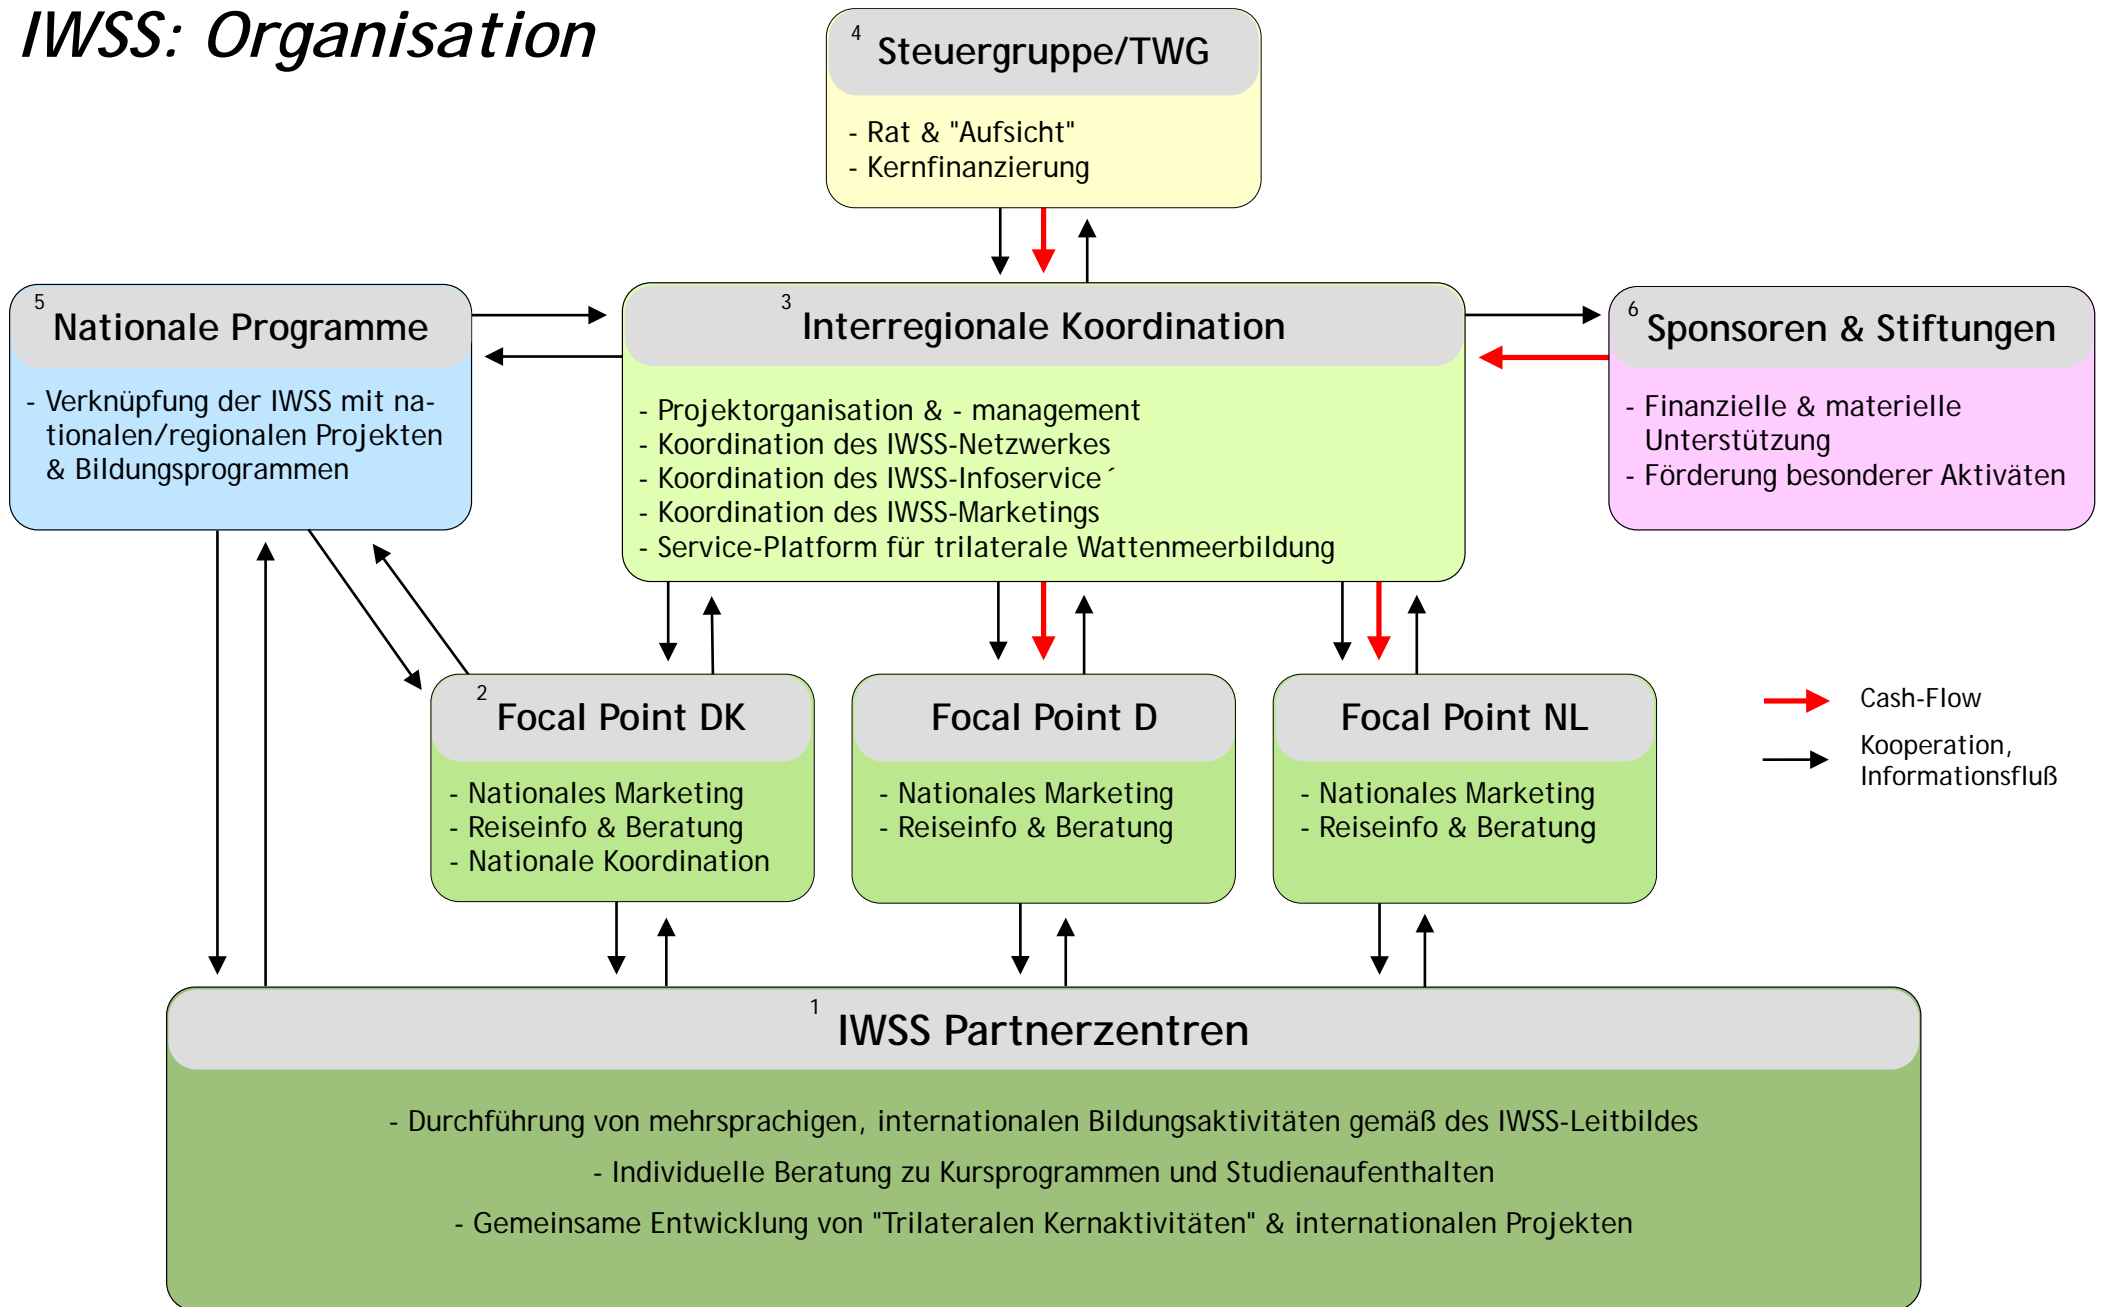 IWSS: Organisation
4
Steuergruppe/TWG
- Rat & "Aufsicht"
- Kernfinanzierung
5
Nationale Programme
- Verknüpfung der IWSS mit na-
tionalen/regionalen Projekten
& Bildungsprogrammen
3
Interregionale Koordination
- Projektorganisation & - management
- Koordination des IWSS-Netzwerkes
- Koordination des IWSS-Infoservice´
- Koordination des IWSS-Marketings
- Service-Platform für trilaterale Wattenmeerbildung
6
Sponsoren & Stiftungen
- Finanzielle & materielle
Unterstützung
- Förderung besonderer Aktiväten
2
Focal Point DK
- Nationales Marketing
- Reiseinfo & Beratung
- Nationale Koordination
Focal Point D
- Nationales Marketing
- Reiseinfo & Beratung
Focal Point NL
- Nationales Marketing
- Reiseinfo & Beratung
Cash-Flow
Kooperation,
Informationsfluß
1
IWSS Partnerzentren
- Durchführung von mehrsprachigen, internationalen Bildungsaktivitäten gemäß des IWSS-Leitbildes
- Individuelle Beratung zu Kursprogrammen und Studienaufenthalten
- Gemeinsame Entwicklung von "Trilateralen Kernaktivitäten" & internationalen Projekten